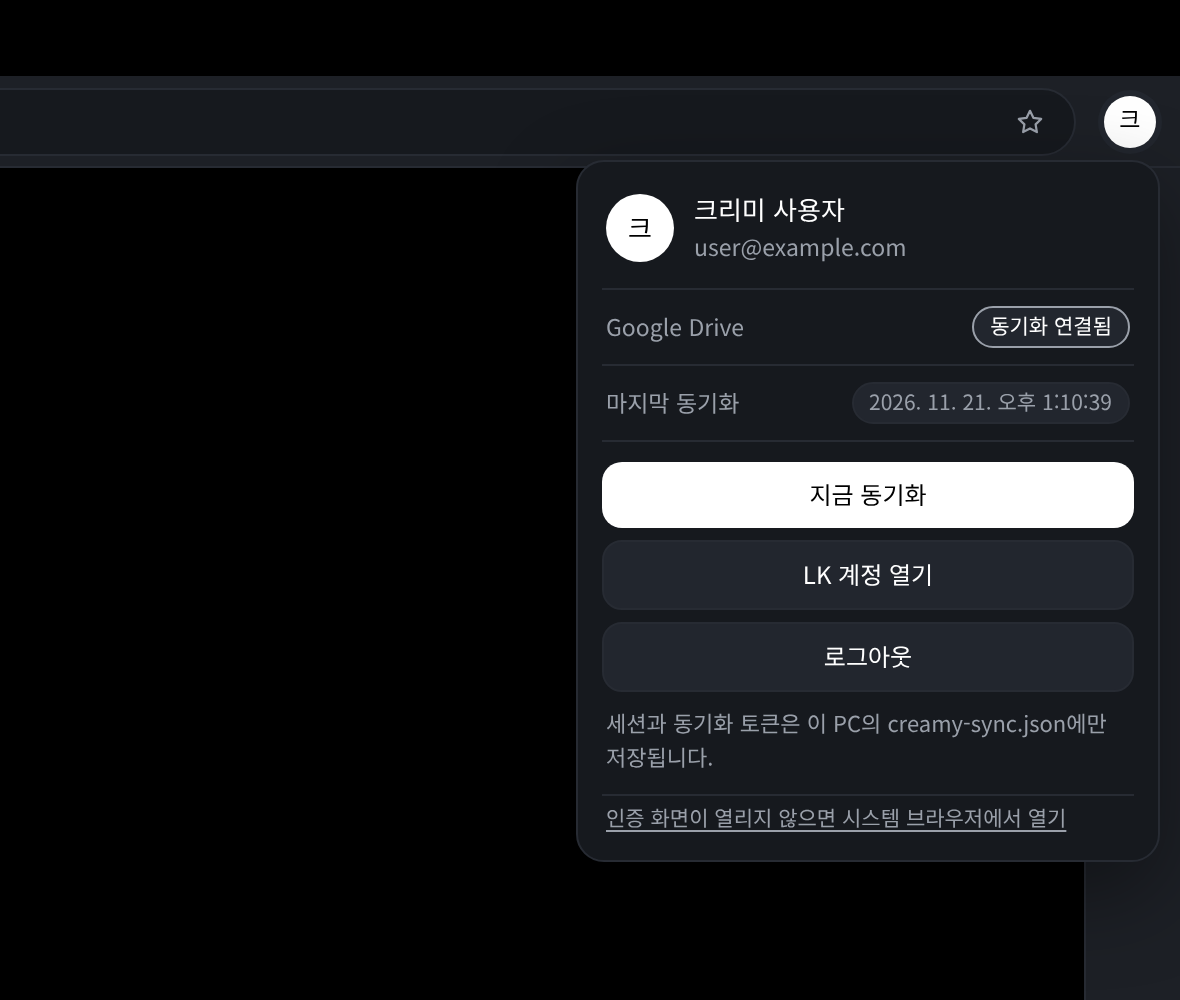 크
크
크리미 사용자
user@example.com
Google Drive
동기화 연결됨
마지막 동기화
2026. 11. 21. 오후 1:10:39
지금 동기화
LK 계정 열기
로그아웃
세션과 동기화 토큰은 이 PC의 creamy-sync.json에만
저장됩니다.
인증 화면이 열리지 않으면 시스템 브라우저에서 열기